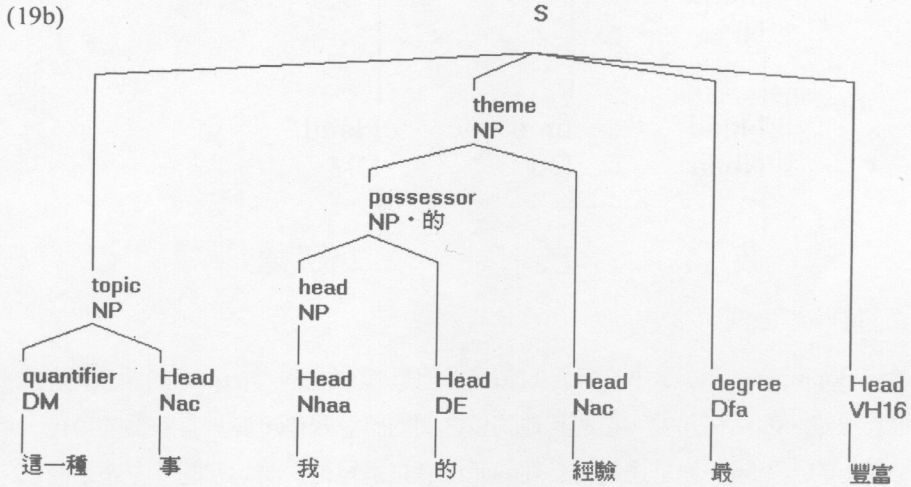 (19b)
S
theme
NP
possessor
NP・的
topic
NP
head
NP
quantifier Head Head Head Head degree Head
DM Nac Nhaa DE Nac Dfa VH16
這一種 事 我 的 經驗 最 豐富